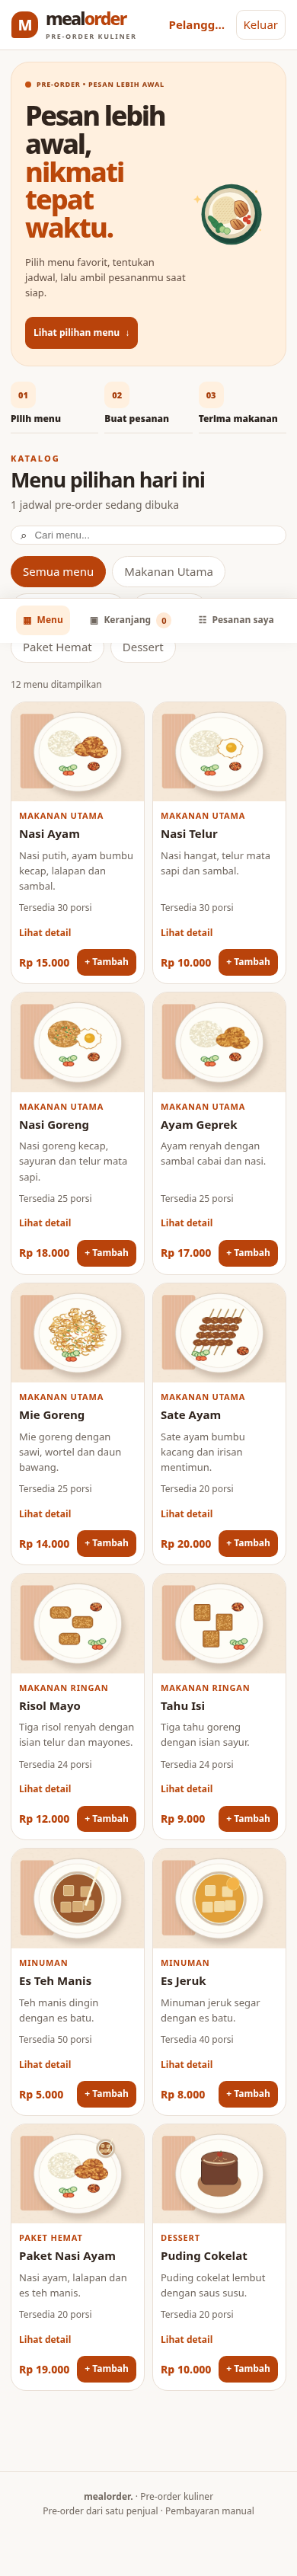 M
mealorder
PRE-ORDER KULINER
Pelangg...
Keluar
PRE-ORDER • PESAN LEBIH AWAL
Pesan lebih
awal,
nikmati
tepat
waktu.
Pilih menu favorit, tentukan
jadwal, lalu ambil pesananmu saat
siap.
Lihat pilihan menu ↓
01
Pilih menu
02
Buat pesanan
03
Terima makanan
KATALOG
Menu pilihan hari ini
1 jadwal pre-order sedang dibuka
Cari menu...
Semua menu
Makanan Utama
Menu
Keranjang 0
Pesanan saya
Paket Hemat
Dessert
12 menu ditampilkan
MAKANAN UTAMA
Nasi Ayam
Nasi putih, ayam bumbu
kecap, lalapan dan
sambal.
Tersedia 30 porsi
Lihat detail
Rp 15.000
+ Tambah
MAKANAN UTAMA
Nasi Telur
Nasi hangat, telur mata
sapi dan sambal.
Tersedia 30 porsi
Lihat detail
Rp 10.000
+ Tambah
MAKANAN UTAMA
Nasi Goreng
Nasi goreng kecap,
sayuran dan telur mata
sapi.
Tersedia 25 porsi
Lihat detail
Rp 18.000
+ Tambah
MAKANAN UTAMA
Ayam Geprek
Ayam renyah dengan
sambal cabai dan nasi.
Tersedia 25 porsi
Lihat detail
Rp 17.000
+ Tambah
MAKANAN UTAMA
Mie Goreng
Mie goreng dengan
sawi, wortel dan daun
bawang.
Tersedia 25 porsi
Lihat detail
Rp 14.000
+ Tambah
MAKANAN UTAMA
Sate Ayam
Sate ayam bumbu
kacang dan irisan
mentimun.
Tersedia 20 porsi
Lihat detail
Rp 20.000
+ Tambah
MAKANAN RINGAN
Risol Mayo
Tiga risol renyah dengan
isian telur dan mayones.
Tersedia 24 porsi
Lihat detail
Rp 12.000
+ Tambah
MAKANAN RINGAN
Tahu Isi
Tiga tahu goreng
dengan isian sayur.
Tersedia 24 porsi
Lihat detail
Rp 9.000
+ Tambah
MINUMAN
Es Teh Manis
Teh manis dingin
dengan es batu.
Tersedia 50 porsi
Lihat detail
Rp 5.000
+ Tambah
MINUMAN
Es Jeruk
Minuman jeruk segar
dengan es batu.
Tersedia 40 porsi
Lihat detail
Rp 8.000
+ Tambah
PAKET HEMAT
Paket Nasi Ayam
Nasi ayam, lalapan dan
es teh manis.
Tersedia 20 porsi
Lihat detail
Rp 19.000
+ Tambah
DESSERT
Puding Cokelat
Puding cokelat lembut
dengan saus susu.
Tersedia 20 porsi
Lihat detail
Rp 10.000
+ Tambah
mealorder. · Pre-order kuliner
Pre-order dari satu penjual · Pembayaran manual